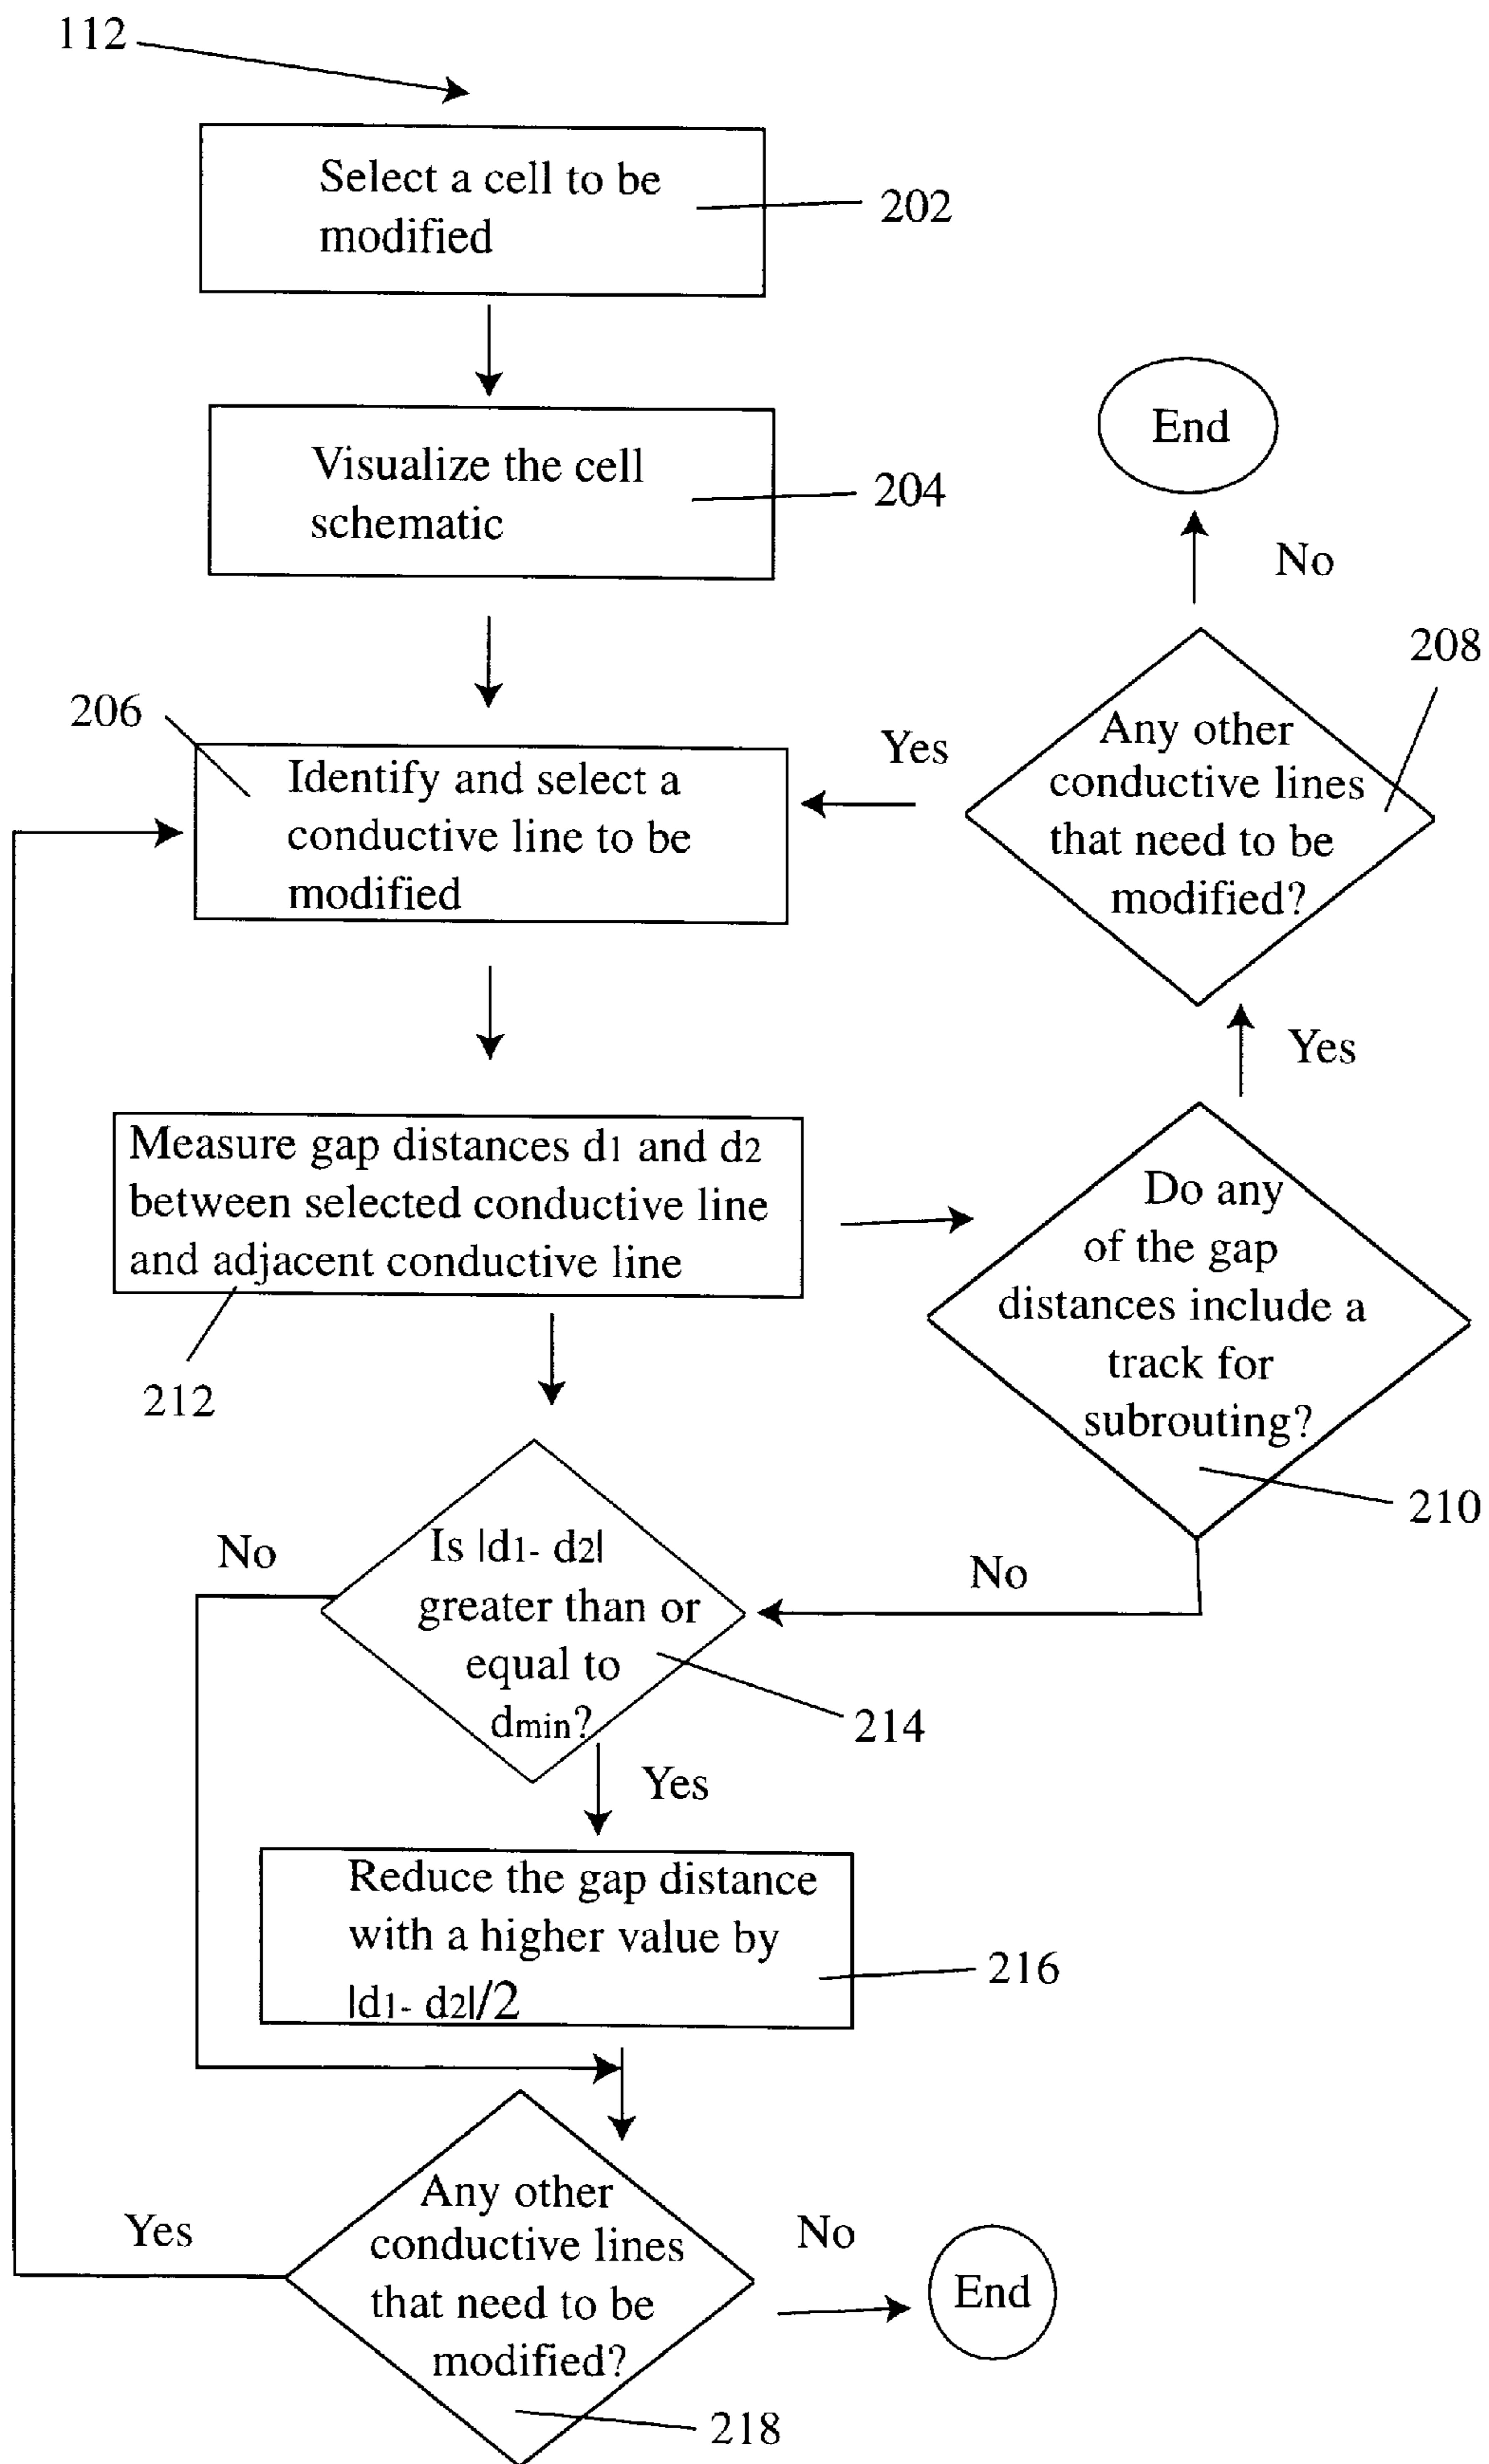 112
Select a cell to be
modified
202
Visualize the cell
schematic
204
End
No
208
206
Identify and select a
conductive line to be
modified
Yes
Any other
conductive lines
that need to be
modified?
Yes
Measure gap distances d1 and d2
between selected conductive line
and adjacent conductive line
212
Do any
of the gap
distances include a
track for
subrouting?
210
No
Is |d1- d2|
greater than or
equal to
dmin?
No
214
Yes
Reduce the gap distance
with a higher value by
|d1- d2|/2
216
Any other
conductive lines
that need to be
modified?
Yes
No
End
218